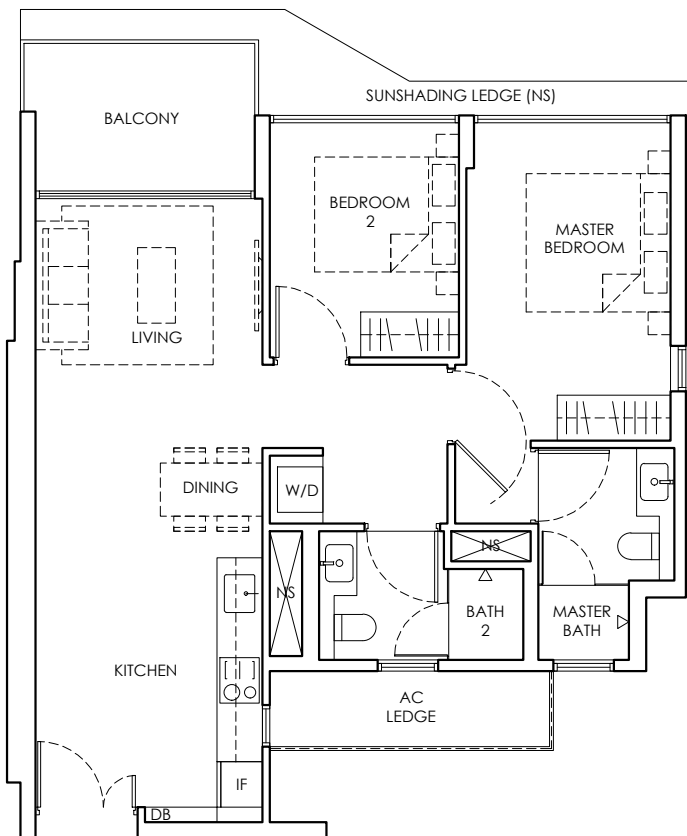 SUNSHADING LEDGE (NS)
BALCONY
BEDROOM
2
MASTER
BEDROOM
LIVING
DINING
W/D
NS
NS
BATH
2
MASTER
BATH
KITCHEN
AC
LEDGE
IF
DB